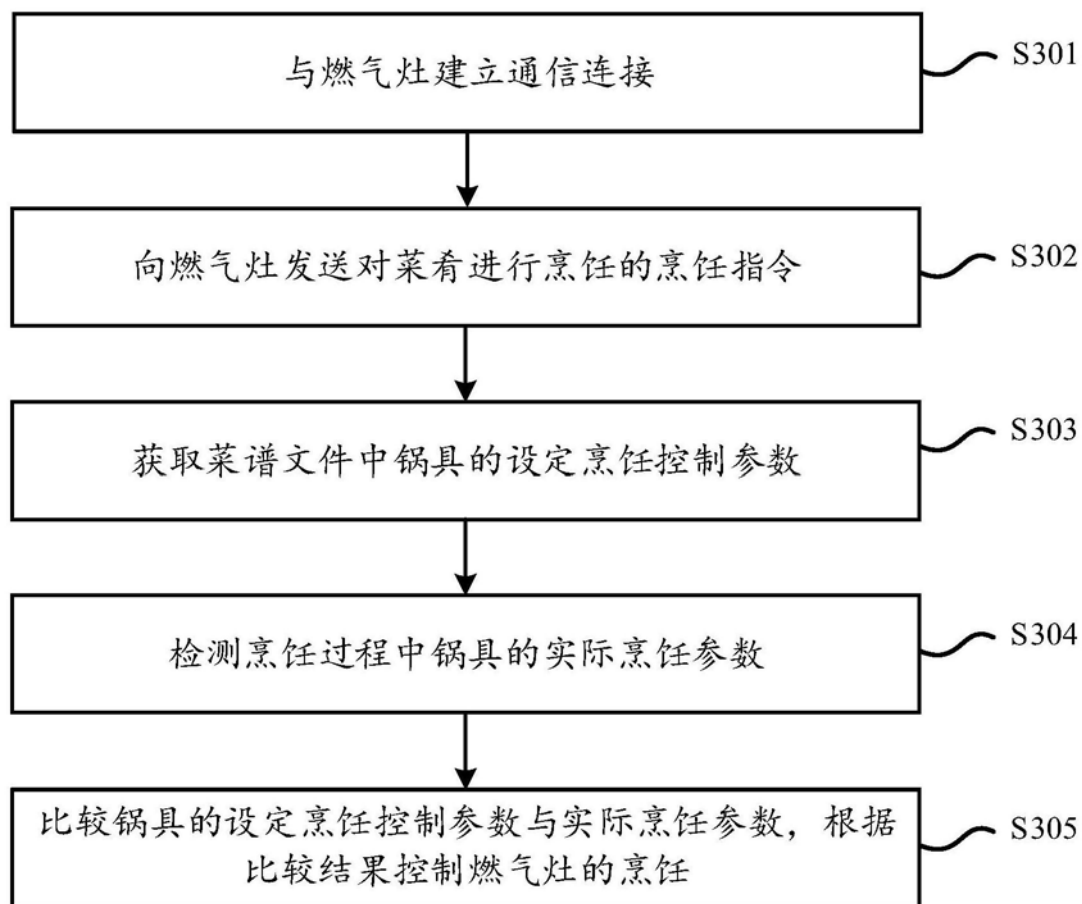 与燃气灶建立通信连接
S301
向燃气灶发送对菜肴进行烹饪的烹饪指令
S302
获取菜谱文件中锅具的设定烹饪控制参数
S303
检测烹饪过程中锅具的实际烹饪参数
S304
比较锅具的设定烹饪控制参数与实际烹饪参数，根据
比较结果控制燃气灶的烹饪
S305